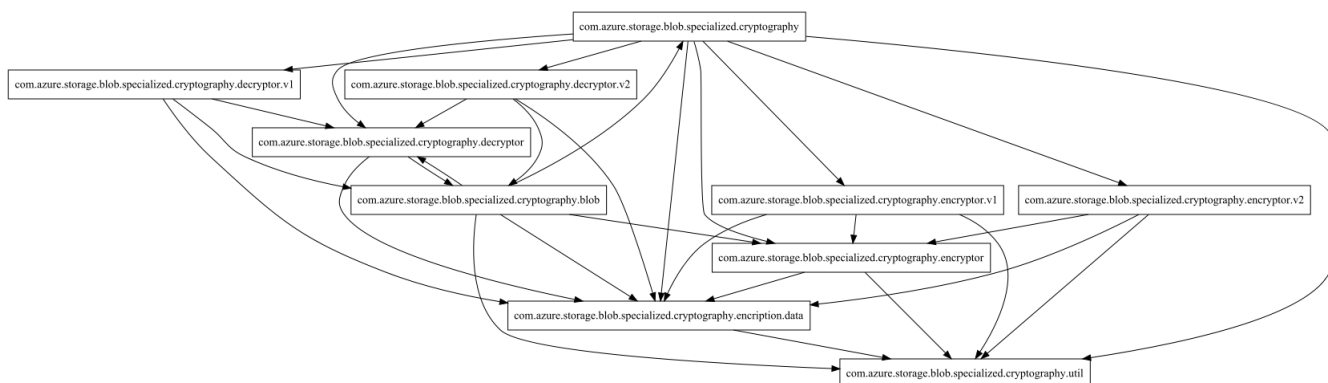 com.azure.storage.blob.specialized.cryptography
com.azure.storage.blob.specialized.cryptography.decryptor.v1
com.azure.storage.blob.specialized.cryptography.decryptor.v2
com.azure.storage.blob.specialized.cryptography.decryptor
com.azure.storage.blob.specialized.cryptography.blob
com.azure.storage.blob.specialized.cryptography.encryptor.v1
com.azure.storage.blob.specialized.cryptography.encryptor.v2
com.azure.storage.blob.specialized.cryptography.encryptor
com.azure.storage.blob.specialized.cryptography.encription.data
com.azure.storage.blob.specialized.cryptography.util